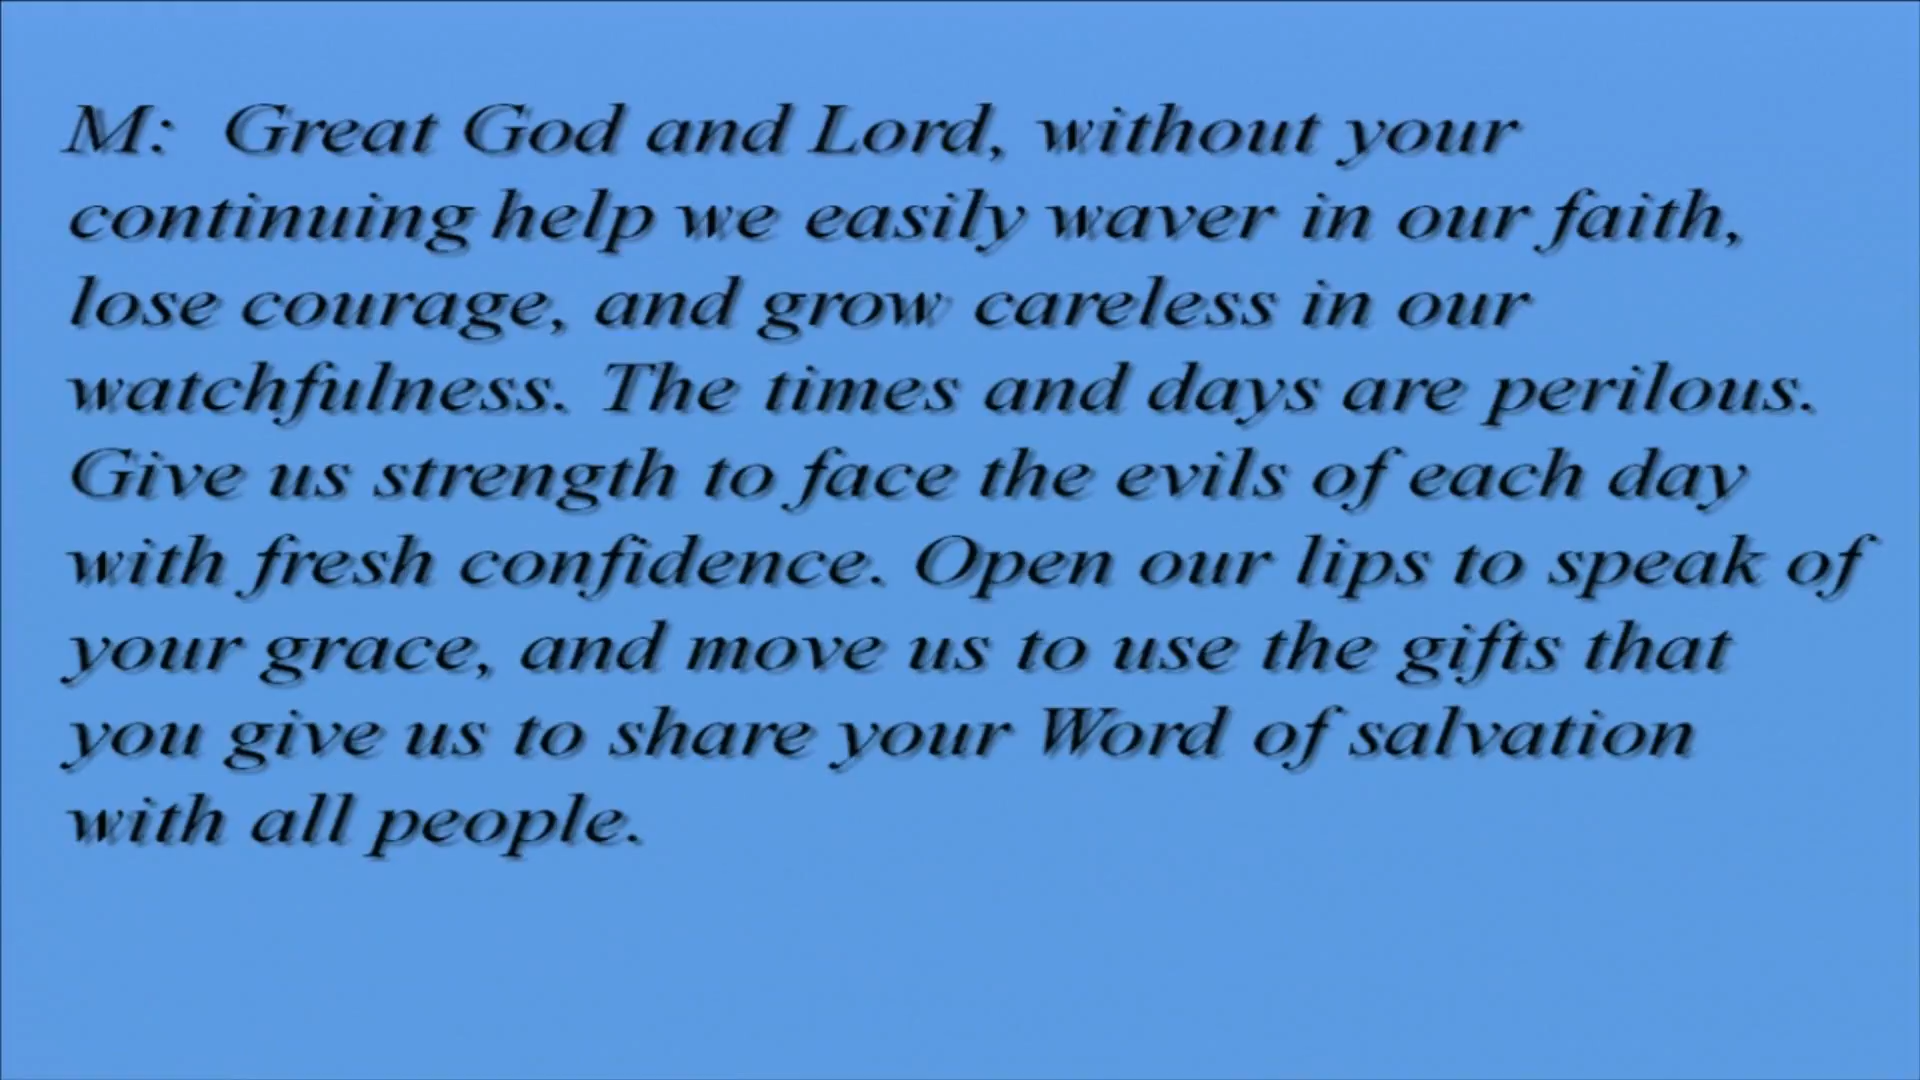 M: Great God and Lord, without your
continuing help we easily waver in our faith,
lose courage, and grow careless in our
watchfulness. The times and days are perilous.
Give us strength to face the evils of each day
with fresh confidence. Open our lips to speak of
your grace, and move us to use the gifts that
you give us to share your Word of salvation
with all people.